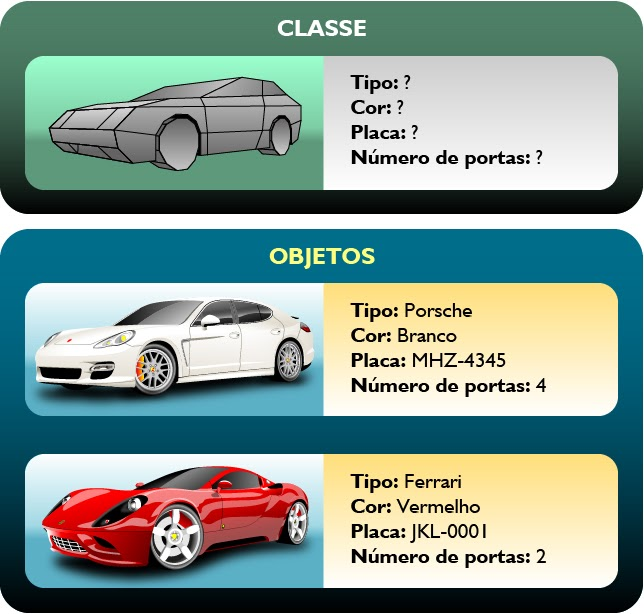 CLASSE
Tipo: ?
Cor: ?
Placa: ?
Número de portas: ?
OBJETOS
Tipo: Porsche
Cor: Branco
Placa: MHZ-4345
Número de portas: 4
Tipo: Ferrari
Cor: Vermelho
Placa: JKL-0001
Número de portas: 2